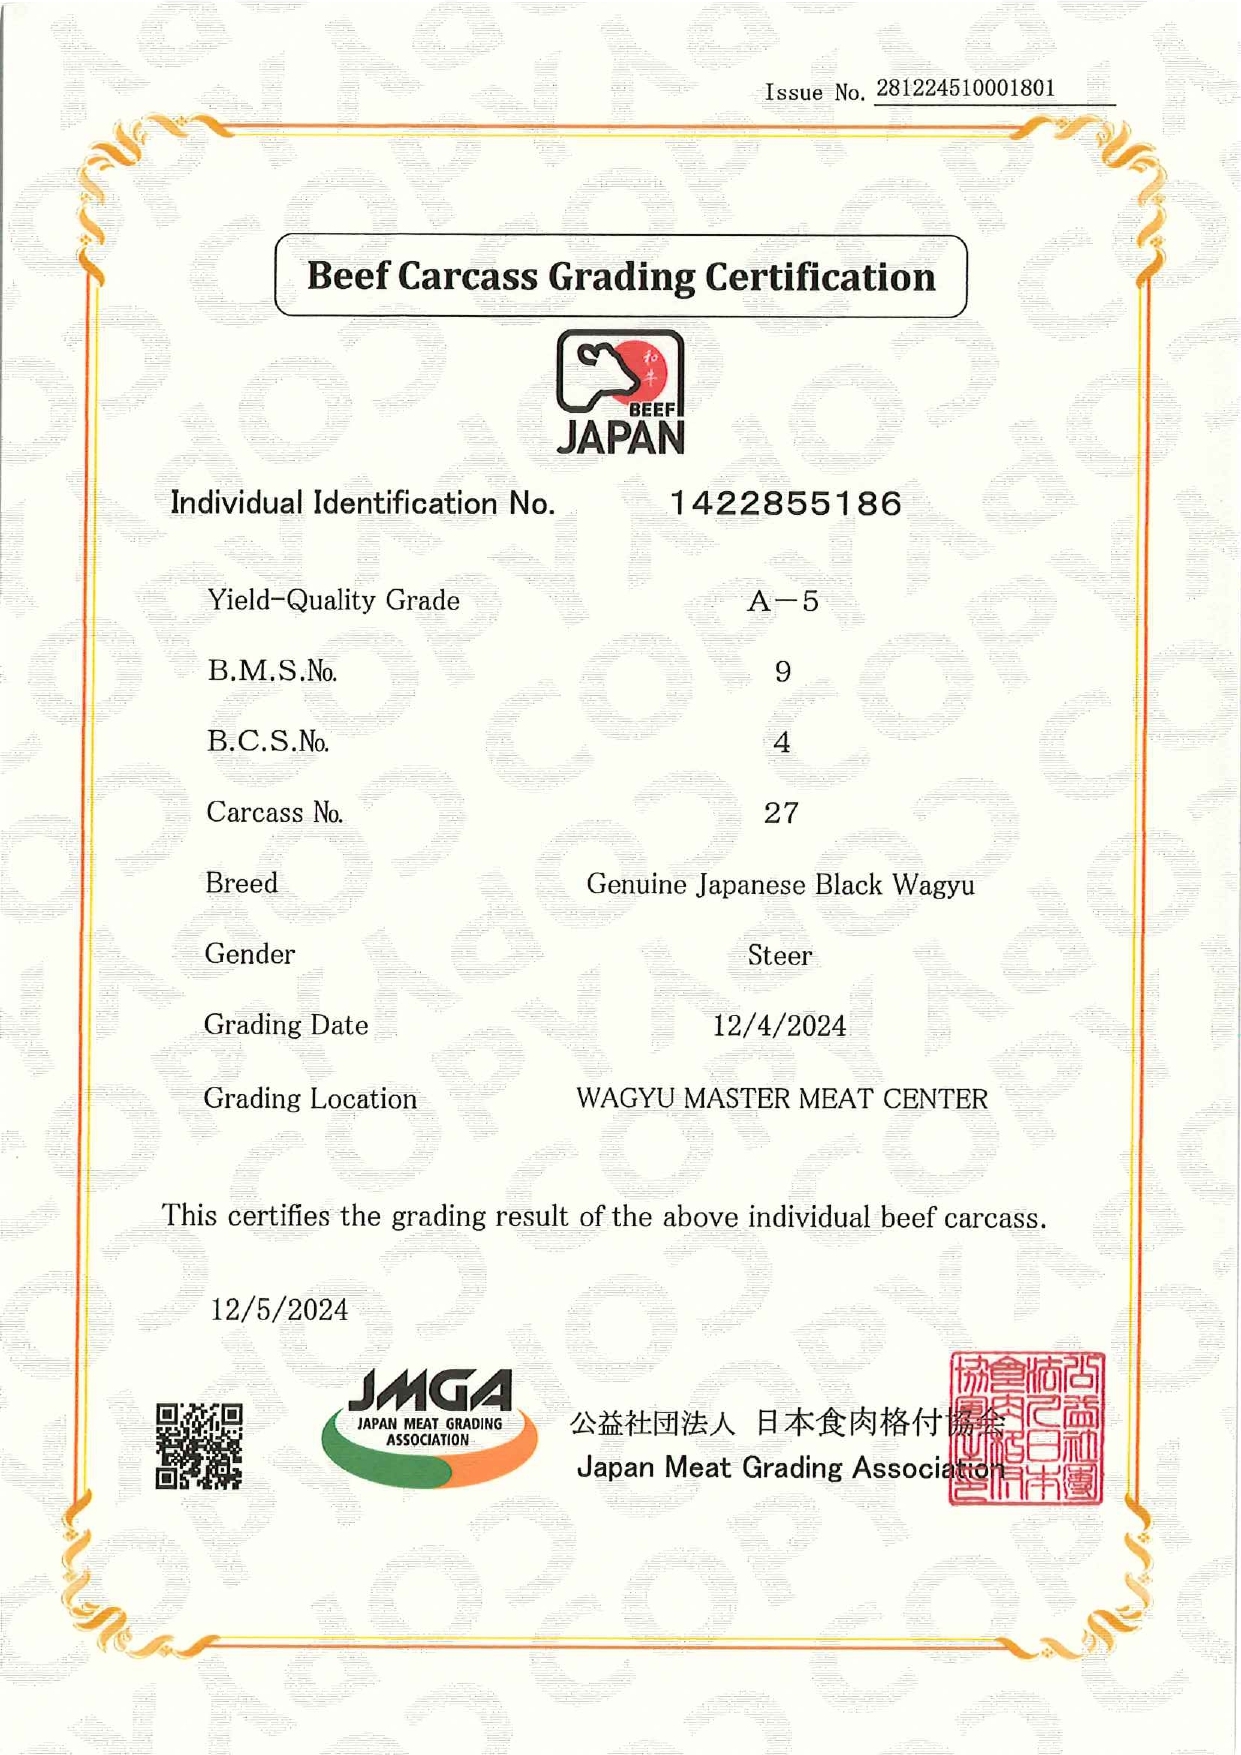 Issue No. 281224510001801
Beef Carcass Grading Certification
和牛
BEEF
JAPAN
Individual Identification No. 1422855186
Yield-Quality Grade A-5
B.M.S.No. 9
B.C.S.No. 4
Carcass No. 27
Breed Genuine Japanese Black Wagyu
Gender Steer
Grading Date 12/4/2024
Grading Location WAGYU MASTER MEAT CENTER
This certifies the grading result of the above individual beef carcass.
12/5/2024
JMGA
JAPAN MEAT GRADING
ASSOCIATION
公益社団法人 日本食肉格付協会
Japan Meat Grading Association
COPY